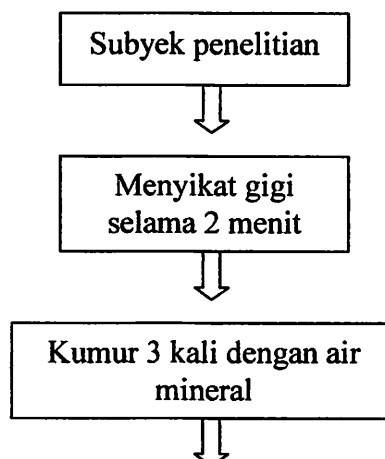 Subyek penelitian
Menyikat gigi
selama 2 menit
Kumur 3 kali dengan air
mineral